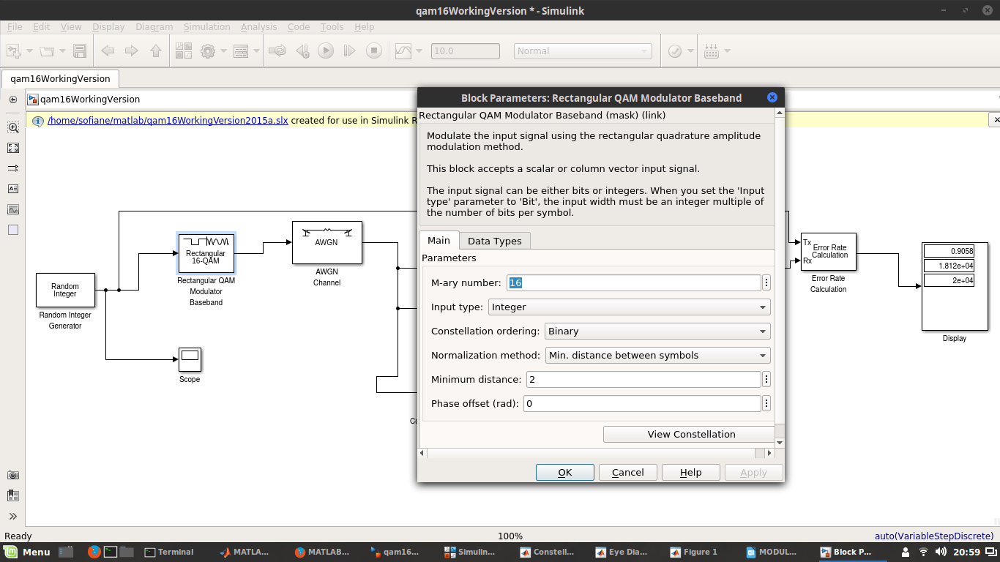 qam16WorkingVersion * - Simulink
File Edit View Display Diagram Simulation Analysis Code Tools Help
10.0
Normal
qam16WorkingVersion
qam16WorkingVersion
/home/sofiane/matlab/qam16WorkingVersion2015a.slx created for use in Simulink R
Random
Integer
Random Integer
Generator
Rectangular
16-QAM
Rectangular QAM
Modulator
Baseband
Scope
AWGN
AWGN
Channel
Co
Block Parameters: Rectangular QAM Modulator Baseband
Rectangular QAM Modulator Baseband (mask) (link)
Modulate the input signal using the rectangular quadrature amplitude
modulation method.
This block accepts a scalar or column vector input signal.
The input signal can be either bits or integers. When you set the 'Input
type' parameter to 'Bit', the input width must be an integer multiple of
the number of bits per symbol.
Main Data Types
Parameters
M-ary number: 16
Input type: Integer
Constellation ordering: Binary
Normalization method: Min. distance between symbols
Minimum distance: 2
Phase offset (rad): 0
View Constellation
OK Cancel Help Apply
Tx
Rx
Error Rate
Calculation
Error Rate
Calculation
0.9058
1.812e+04
2e+04
Display
Ready 100% auto(VariableStepDiscrete)
Menu Terminal MATLA... MATLAB... qam16... Simulin... Constell... Eye Dia... Figure 1 MODUL... Block P... 20:59